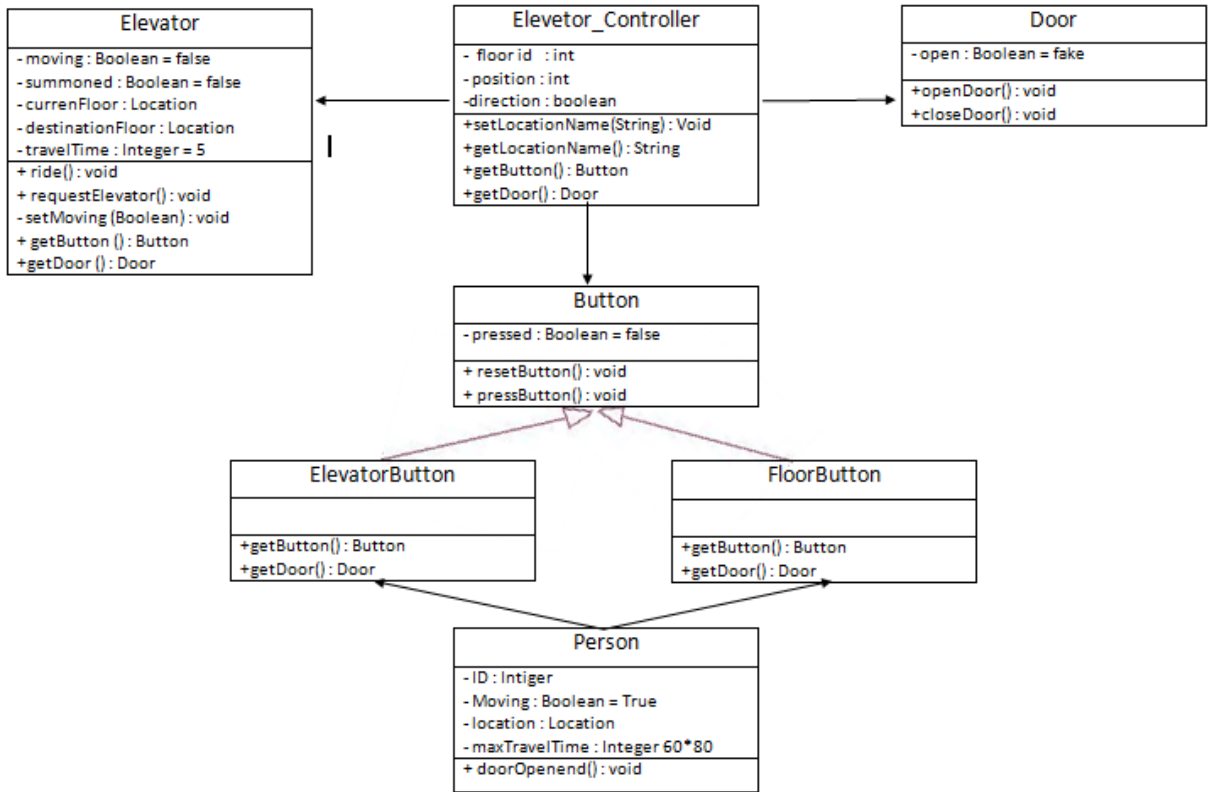 Elevator
- moving : Boolean = false
- summoned : Boolean = false
- currenFloor : Location
- destinationFloor : Location
- travelTime : Integer = 5
+ ride() : void
+ requestElevator() : void
- setMoving (Boolean) : void
+ getButton () : Button
+getDoor () : Door
Elevetor_Controller
- floor id : int
- position : int
-direction : boolean
+setLocationName(String) : Void
+getLocationName() : String
+getButton() : Button
+getDoor() : Door
Door
- open : Boolean = fake
+openDoor() : void
+closeDoor() : void
Button
- pressed : Boolean = false
+ resetButton() : void
+ pressButton() : void
ElevatorButton
+getButton() : Button
+getDoor() : Door
FloorButton
+getButton() : Button
+getDoor() : Door
Person
- ID : Intiger
- Moving : Boolean = True
- location : Location
- maxTravelTime : Integer 60*80
+ doorOpenend() : void